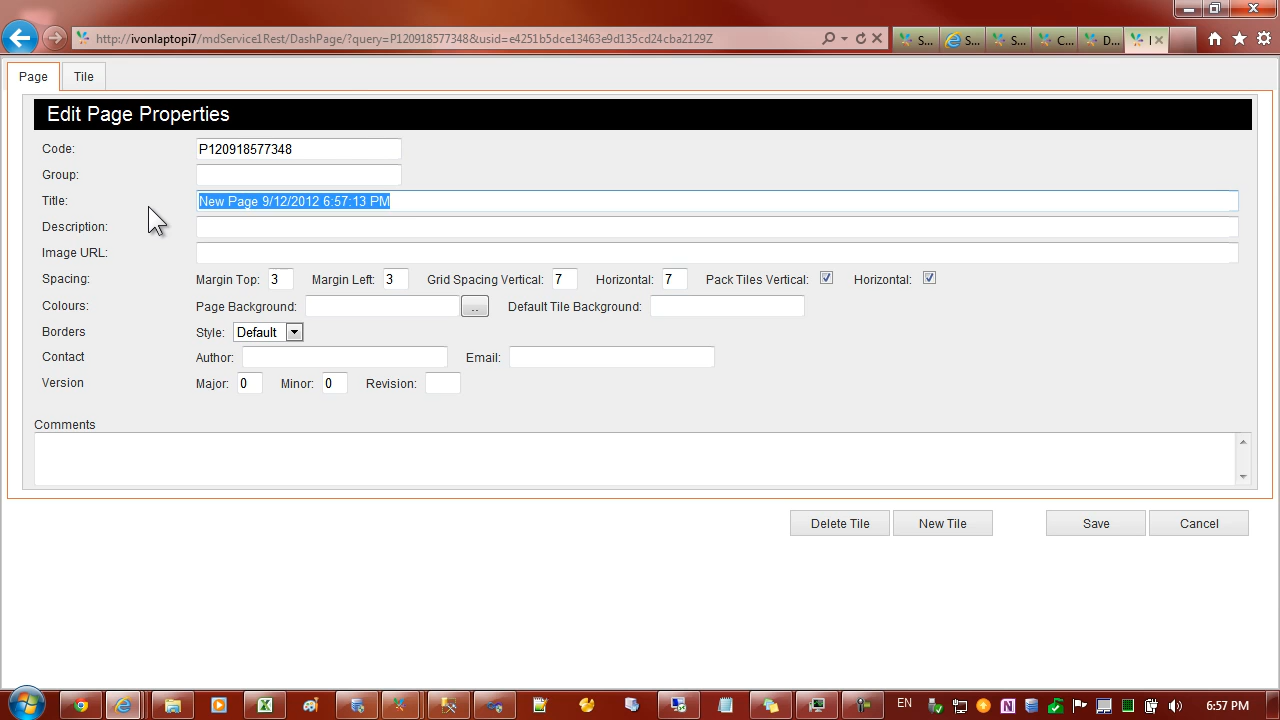 http://ivonlaptopi7/mdService1Rest/DashPage/?query=P120918577348&usid=e4251b5dce13463e9d135cd24cba2129Z
S... S... S... C... D...
Page Tile
Edit Page Properties
Code: P120918577348
Group:
Title: New Page 9/12/2012 6:57:13 PM
Description:
Image URL:
Spacing: Margin Top: 3 Margin Left: 3 Grid Spacing Vertical: 7 Horizontal: 7 Pack Tiles Vertical: Horizontal:
Colours: Page Background: .. Default Tile Background:
Borders Style: Default
Contact Author: Email:
Version Major: 0 Minor: 0 Revision:
Comments
Delete Tile New Tile Save Cancel
EN 6:57 PM